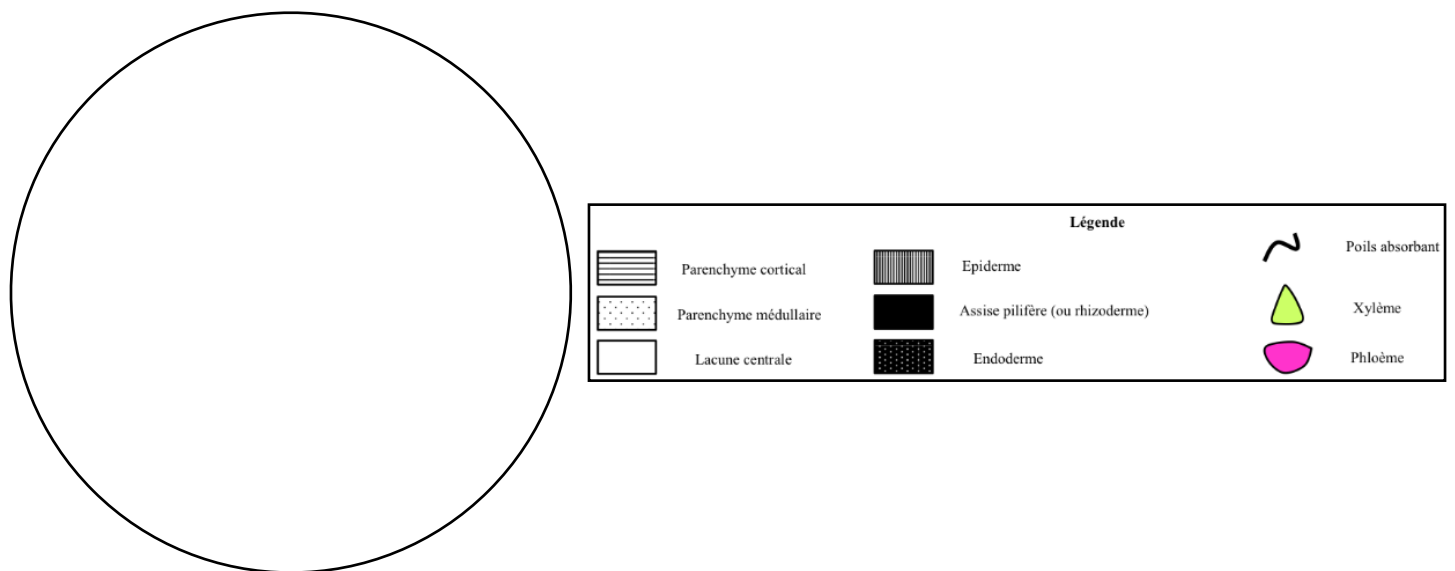 Légende
Parenchyme cortical
Parenchyme médullaire
Lacune centrale
Epiderme
Assise pilifère (ou rhizoderme)
Endoderme
Poils absorbant
Xylème
Phloème